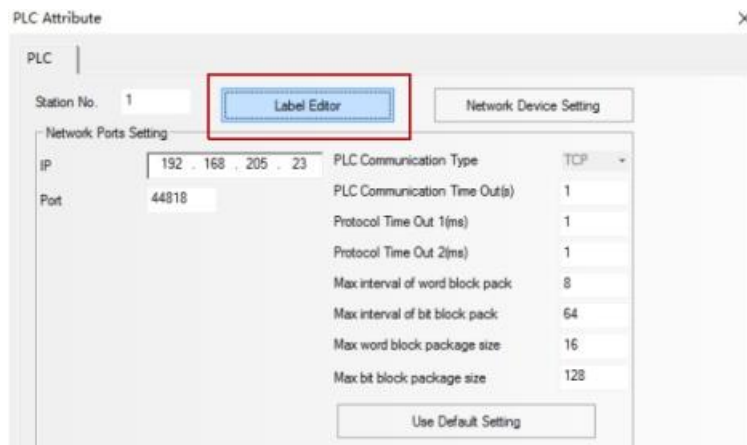 PLC Attribute
PLC
Station No. 1 Label Editor Network Device Setting
Network Ports Setting
IP 192 . 168 . 205 . 23 PLC Communication Type TCP
Port 44818 PLC Communication Time Out(s) 1
Protocol Time Out 1(ms) 1
Protocol Time Out 2(ms) 1
Max interval of word block pack 8
Max interval of bit block pack 64
Max word block package size 16
Max bit block package size 128
Use Default Setting